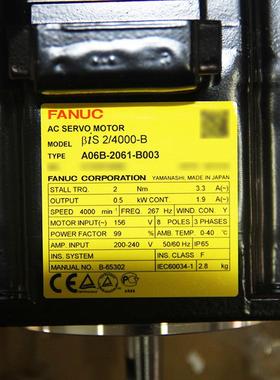 FANUC
AC SERVO MOTOR
MODEL βiS 2/4000-B
TYPE A06B-2061-B003
FANUC CORPORATION YAMANASHI, MADE IN JAPAN
STALL TRQ. 2 Nm 3.3 A(~)
OUTPUT 0.5 kW CONT. 1.9 A(~)
SPEED 4000 min⁻¹ FREQ. 267 Hz WIND. CON. Y
MOTOR INPUT(~) 156 V 8 POLES 3 PHASES
POWER FACTOR 99 % AMB. TEMP. 0-40 °C
AMP. INPUT 200-240 V 50/60 Hz IP65
INS. SYSTEM INS. CLASS F
MANUAL NO. B-65302 IEC60034-1 2.8 kg